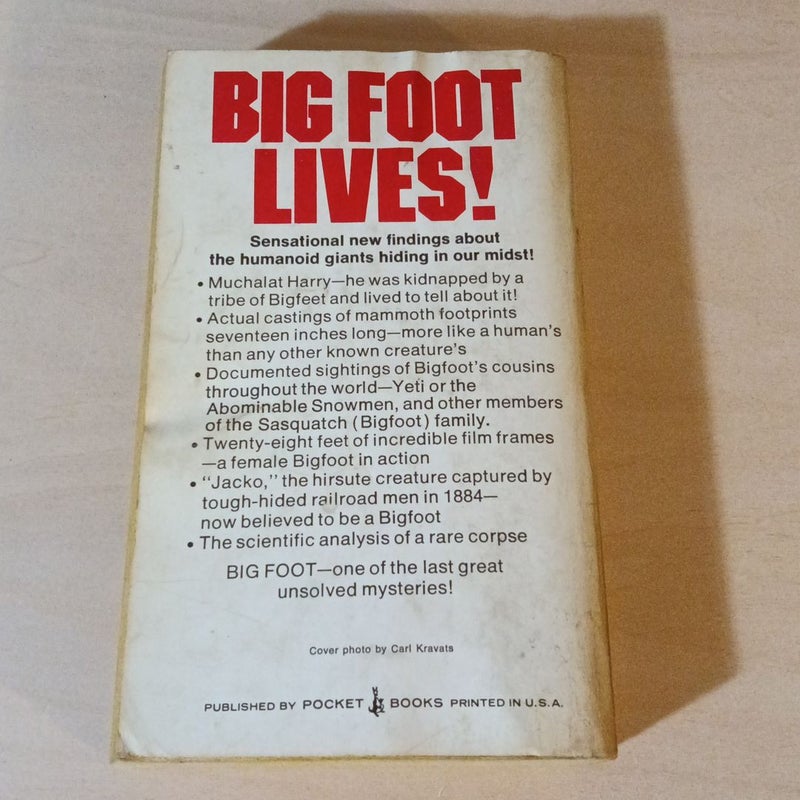 BIG FOOT
LIVES!
Sensational new findings about
the humanoid giants hiding in our midst!
• Muchalat Harry—he was kidnapped by a
tribe of Bigfeet and lived to tell about it!
• Actual castings of mammoth footprints
seventeen inches long—more like a human's
than any other known creature's
• Documented sightings of Bigfoot's cousins
throughout the world—Yeti or the
Abominable Snowmen, and other members
of the Sasquatch (Bigfoot) family.
• Twenty-eight feet of incredible film frames
—a female Bigfoot in action
• "Jacko," the hirsute creature captured by
tough-hided railroad men in 1884—
now believed to be a Bigfoot
• The scientific analysis of a rare corpse
BIG FOOT—one of the last great
unsolved mysteries!
Cover photo by Carl Kravats
PUBLISHED BY POCKET BOOKS PRINTED IN U.S.A.